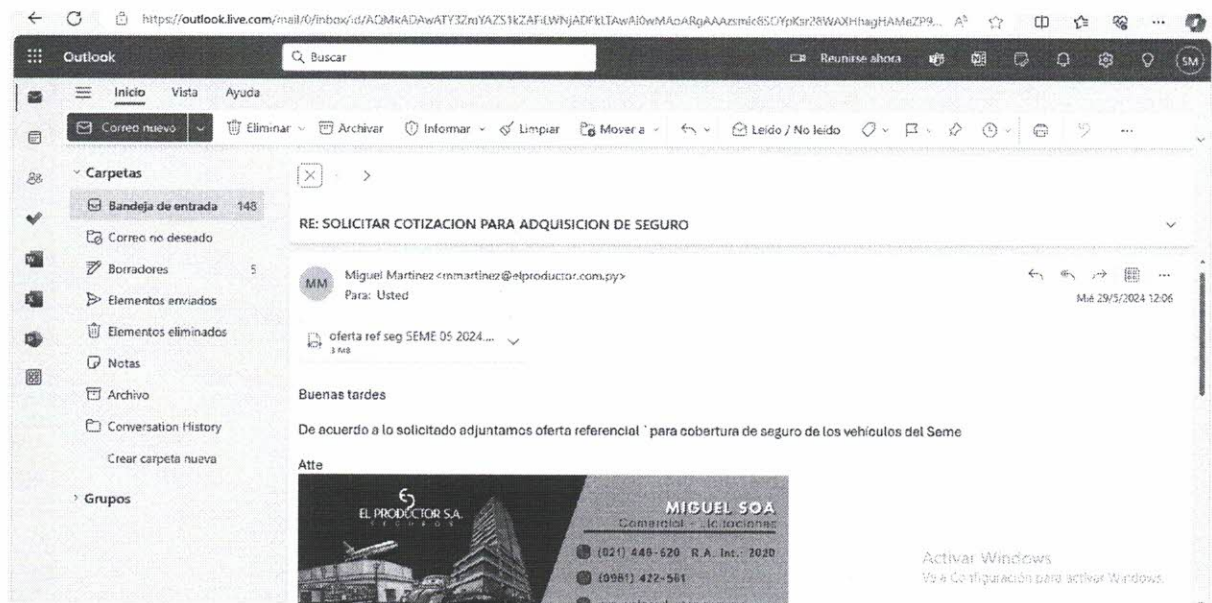 https://outlook.live.com/mail/0/inbox/id/
Outlook
Buscar
Reunirse ahora
SM
Inicio Vista Ayuda
Correo nuevo
Eliminar
Archivar
Informar
Limpiar
Mover a
Leído / No leído
Carpetas
Bandeja de entrada 148
Correo no deseado
Borradores 5
Elementos enviados
Elementos eliminados
Notas
Archivo
Conversation History
Crear carpeta nueva
Grupos
RE: SOLICITAR COTIZACION PARA ADQUISICION DE SEGURO
MM
Miguel Martinez <mmartinez@elproductor.com.py>
Para: Usted
Mié 29/5/2024 12:06
oferta ref seg SEME 05 2024....
3 MB
Buenas tardes
De acuerdo a lo solicitado adjuntamos oferta referencial ` para cobertura de seguro de los vehículos del Seme
Atte
EL PRODUCTOR S.A.
SEGUROS
MIGUEL SOA
Comercial - Licitaciones
(021) 448-620 R.A. Int.: 2020
(0981) 422-561
Activar Windows
Ve a Configuración para activar Windows.